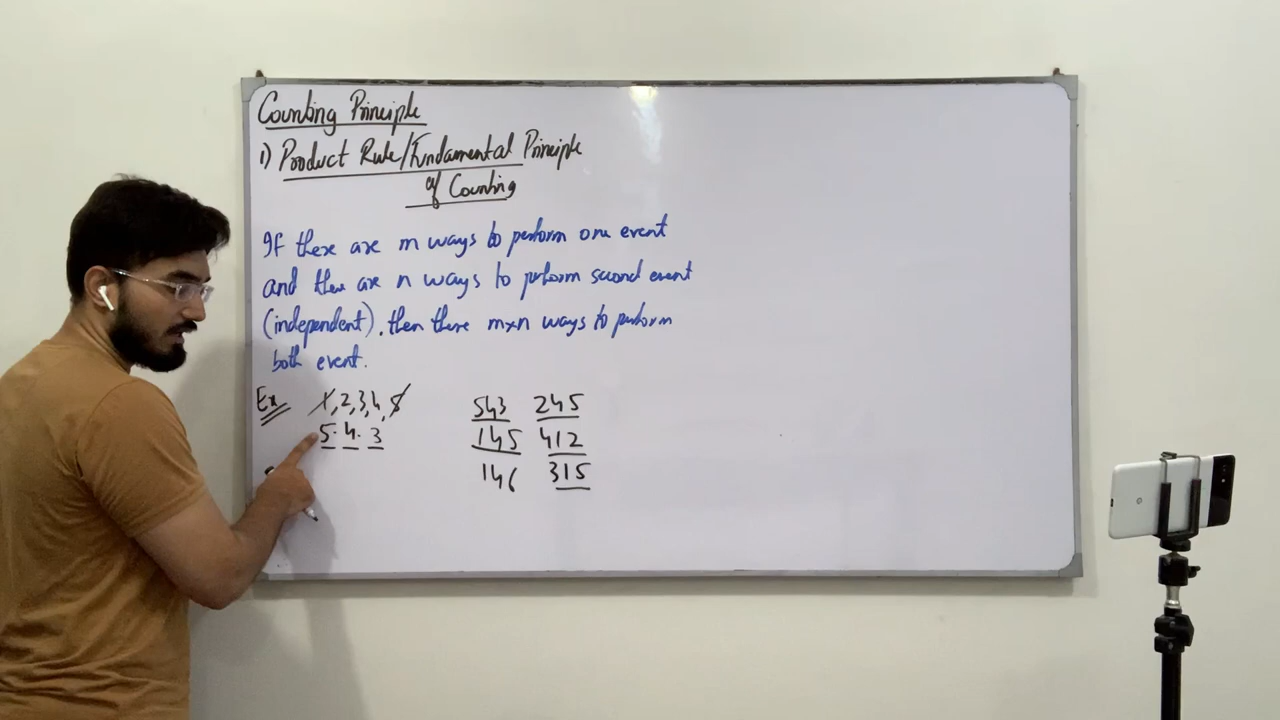 Counting Principle
1) Product Rule/Fundamental Principle
of Counting
If there are m ways to perform one event
and there are n ways to perform second event
(independent), then there m×n ways to perform
both event.
Ex 1, 2, 3, 4, 5
5. 4. 3
543 245
145 412
146 315